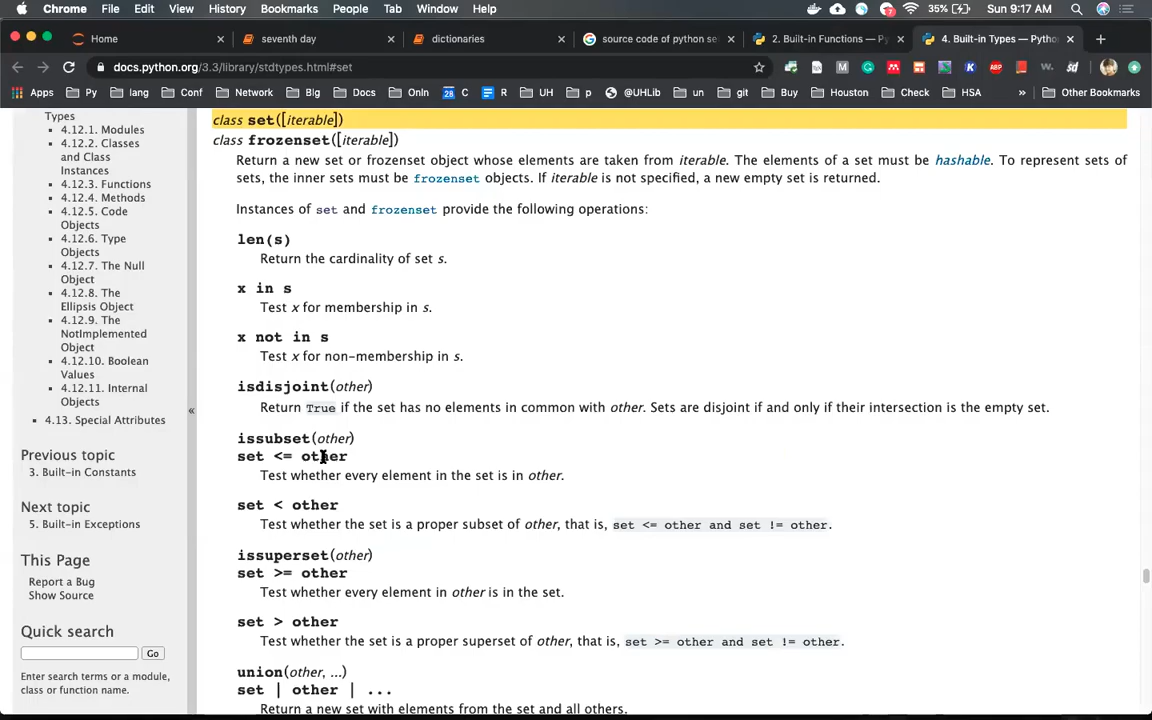 Chrome File Edit View History Bookmarks People Tab Window Help 35% Sun 9:17 AM
Home seventh day dictionaries source code of python se 2. Built-in Functions — Py 4. Built-in Types — Pytho
docs.python.org/3.3/library/stdtypes.html#set
Apps Py lang Conf Network Blg Docs OnIn C R UH p @UHLib un git Buy Houston Check HSA » Other Bookmarks
Types
4.12.1. Modules
4.12.2. Classes
and Class
Instances
4.12.3. Functions
4.12.4. Methods
4.12.5. Code
Objects
4.12.6. Type
Objects
4.12.7. The Null
Object
4.12.8. The
Ellipsis Object
4.12.9. The
NotImplemented
Object
4.12.10. Boolean
Values
4.12.11. Internal
Objects
4.13. Special Attributes
«
Previous topic
3. Built-in Constants
Next topic
5. Built-in Exceptions
This Page
Report a Bug
Show Source
Quick search
Go
Enter search terms or a module,
class or function name.
class set([iterable])
class frozenset([iterable])
Return a new set or frozenset object whose elements are taken from iterable. The elements of a set must be hashable. To represent sets of
sets, the inner sets must be frozenset objects. If iterable is not specified, a new empty set is returned.
Instances of set and frozenset provide the following operations:
len(s)
Return the cardinality of set s.
x in s
Test x for membership in s.
x not in s
Test x for non-membership in s.
isdisjoint(other)
Return True if the set has no elements in common with other. Sets are disjoint if and only if their intersection is the empty set.
issubset(other)
set <= other
Test whether every element in the set is in other.
set < other
Test whether the set is a proper subset of other, that is, set <= other and set != other.
issuperset(other)
set >= other
Test whether every element in other is in the set.
set > other
Test whether the set is a proper superset of other, that is, set >= other and set != other.
union(other, ...)
set | other | ...
Return a new set with elements from the set and all others.